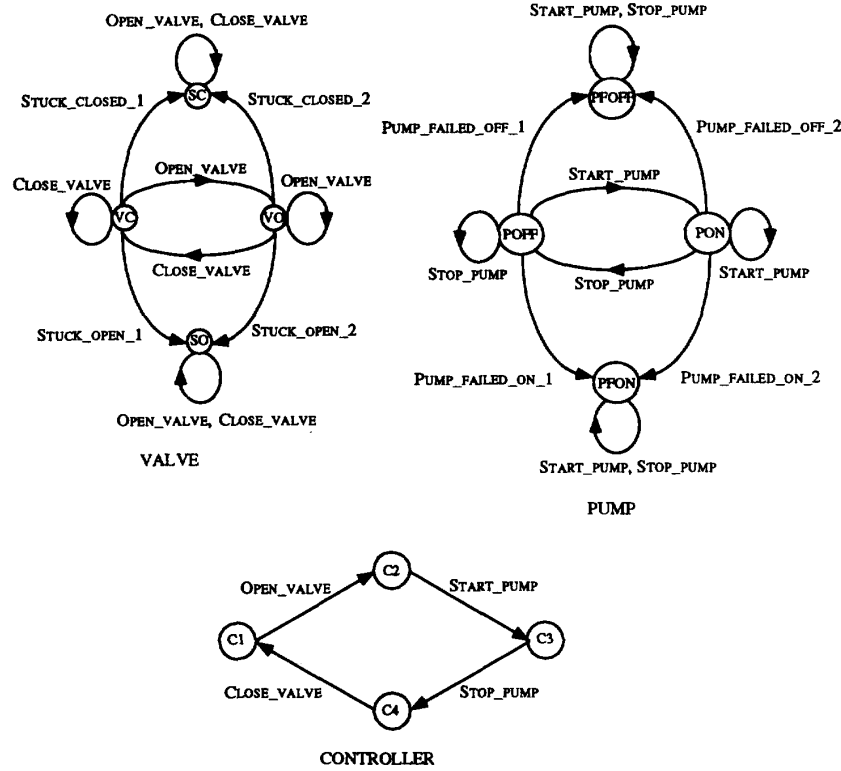 OPEN_VALVE, CLOSE_VALVE
SC
STUCK_CLOSED_1
STUCK_CLOSED_2
OPEN_VALVE
CLOSE_VALVE
OPEN_VALVE
VC
VO
CLOSE_VALVE
STUCK_OPEN_1
STUCK_OPEN_2
SO
OPEN_VALVE, CLOSE_VALVE
VALVE
START_PUMP, STOP_PUMP
PFOFF
PUMP_FAILED_OFF_1
PUMP_FAILED_OFF_2
START_PUMP
POFF
PON
STOP_PUMP
STOP_PUMP
START_PUMP
PUMP_FAILED_ON_1
PUMP_FAILED_ON_2
PFON
START_PUMP, STOP_PUMP
PUMP
C2
OPEN_VALVE
START_PUMP
C1
C3
CLOSE_VALVE
STOP_PUMP
C4
CONTROLLER